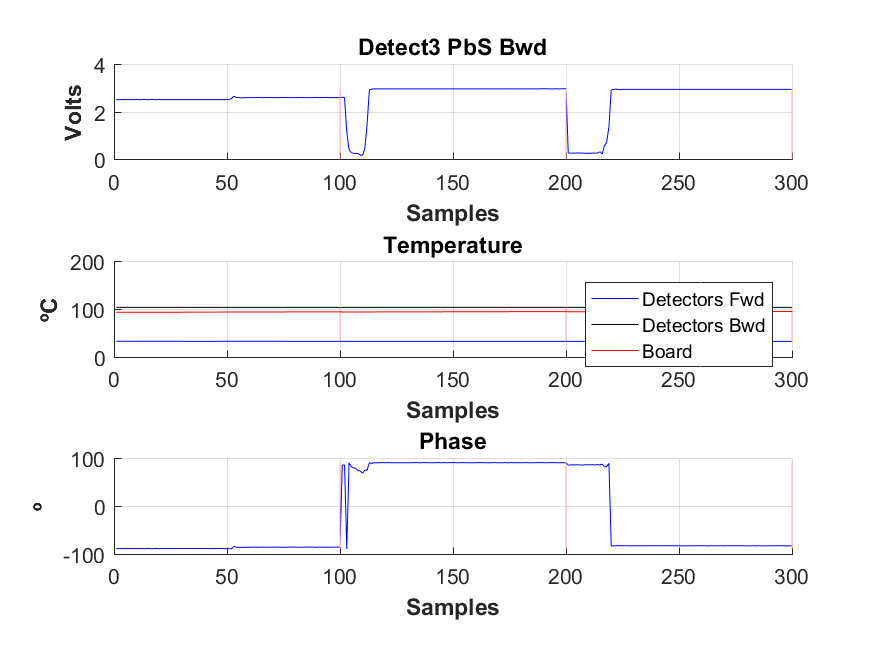 Detect3 PbS Bwd
4
2
0
Volts
0 50 100 150 200 250 300
Samples
Temperature
200
100
0
ºC
Detectors Fwd
Detectors Bwd
Board
0 50 100 150 200 250 300
Samples
Phase
100
0
-100
º
0 50 100 150 200 250 300
Samples